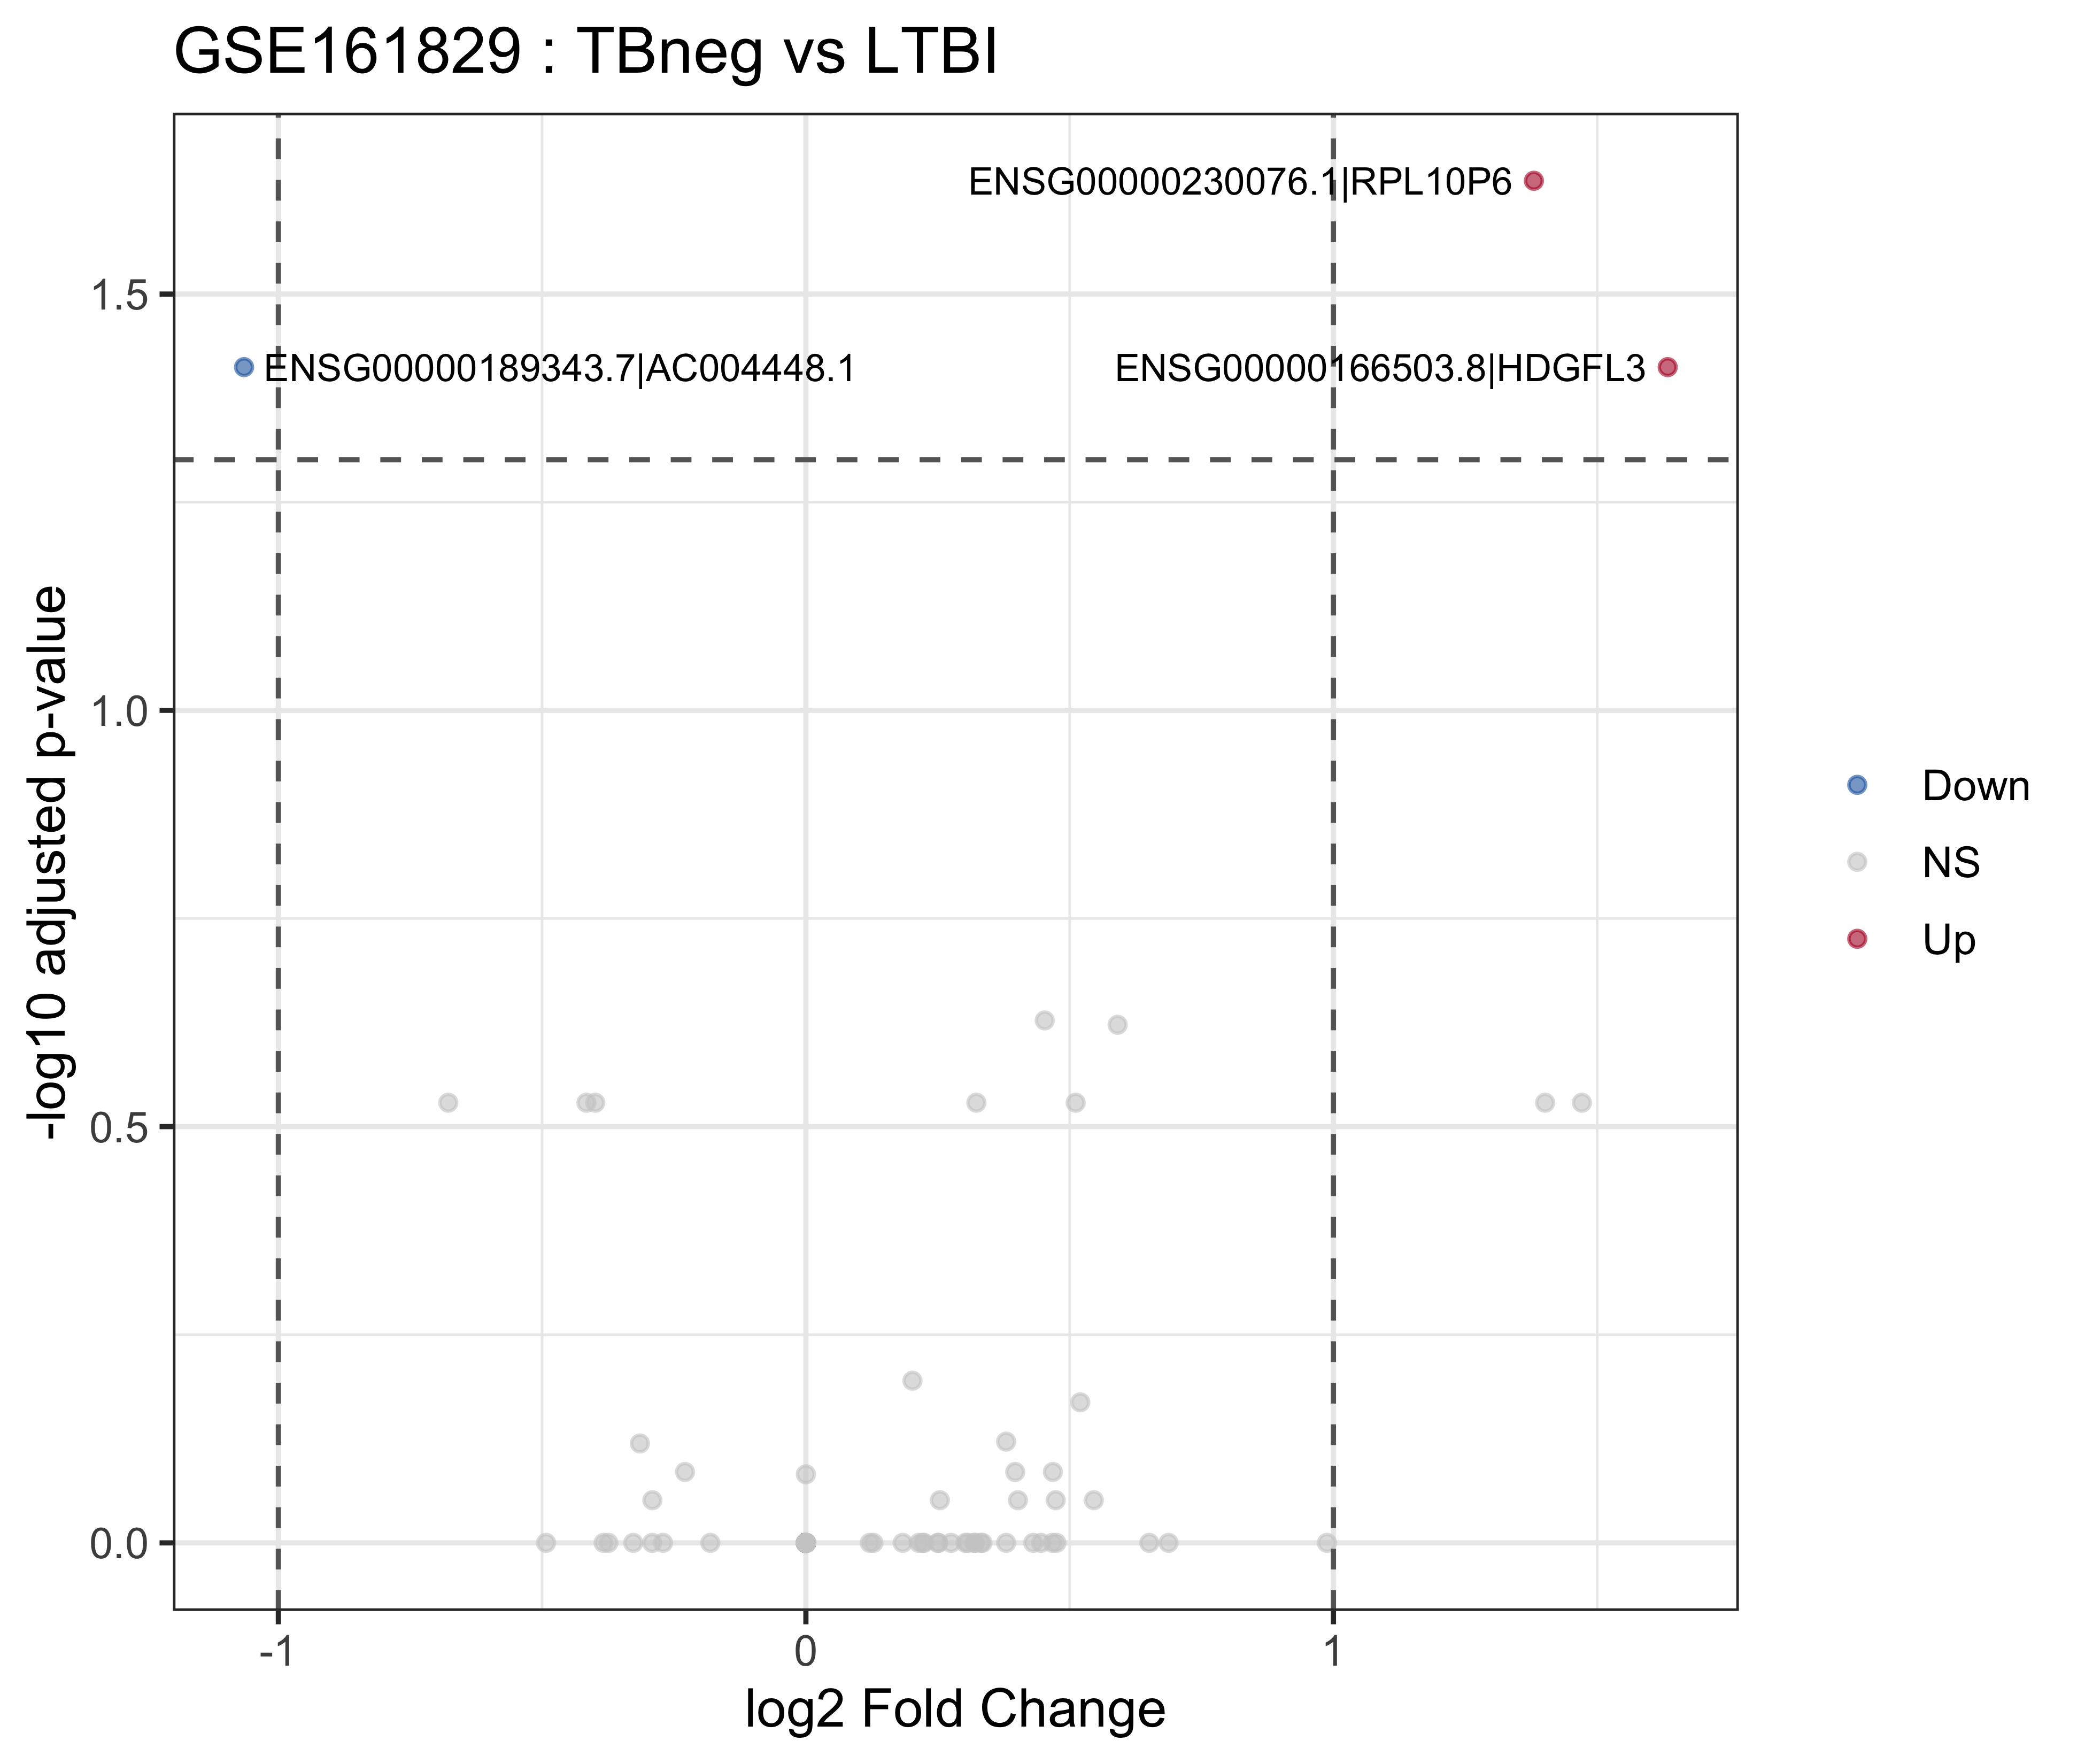 GSE161829 : TBneg vs LTBI
ENSG00000230076.1|RPL10P6
1.5
ENSG00000189343.7|AC004448.1
ENSG00000166503.8|HDGFL3
-log10 adjusted p-value
1.0
Down
NS
Up
0.5
0.0
-1
0
1
log2 Fold Change